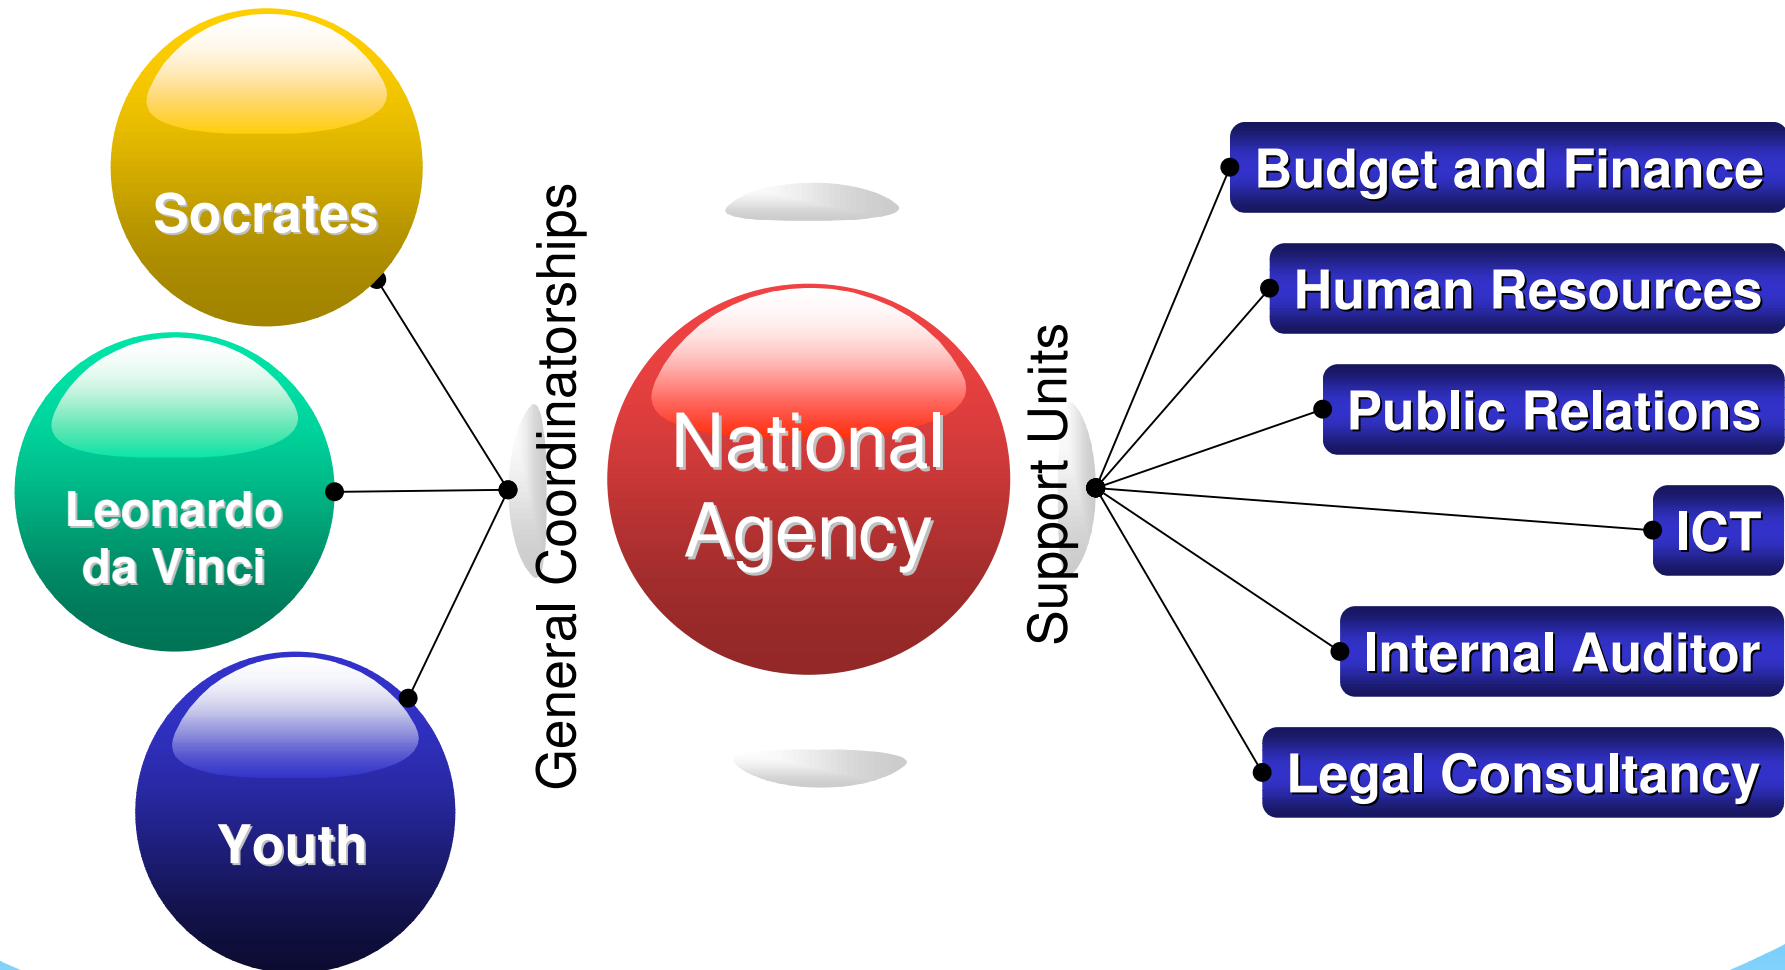 Socrates
Leonardo
da Vinci
Youth
General Coordinatorships
National
Agency
Support Units
Budget and Finance
Human Resources
Public Relations
ICT
Internal Auditor
Legal Consultancy